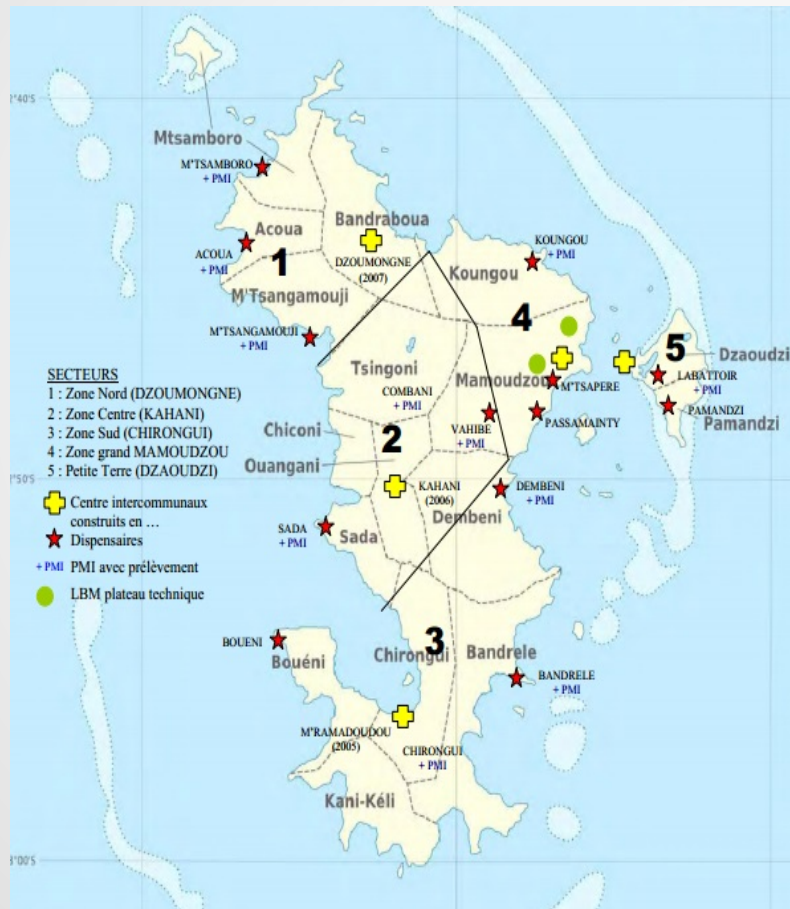 2°40'S
Mtsamboro
M'TSAMBORO
+ PMI
Bandraboua
Acoua
ACOUA
+ PMI
1
DZOUMONGNE
(2007)
KOUNGOU
+ PMI
Koungou
M'Tsangamouji
4
M'TSANGAMOUJI
+ PMI
5
Dzaoudzi
LABATTOIR
+ PMI
Tsingoni
Mamoudzou
M'TSAPERE
COMBANI
+ PMI
PAMANDZI
Pamandzi
PASSAMAINTY
VAHIBE
+ PMI
Chiconi
2
Ouangani
SECTEURS
1 : Zone Nord (DZOUMONGNE)
2 : Zone Centre (KAHANI)
3 : Zone Sud (CHIRONGUI)
4 : Zone grand MAMOUDZOU
5 : Petite Terre (DZAOUDZI)
Centre intercommunaux
construits en ...
Dispensaires
+ PMI PMI avec prélèvement
LBM plateau technique
°50'S
KAHANI
(2006)
DEMBENI
+ PMI
Dembeni
SADA
+ PMI
Sada
3
BOUENI
Bouéni
Chirongui
Bandrele
BANDRELE
+ PMI
M'RAMADOUDOU
(2005)
CHIRONGUI
+ PMI
Kani-Kéli
3°00'S